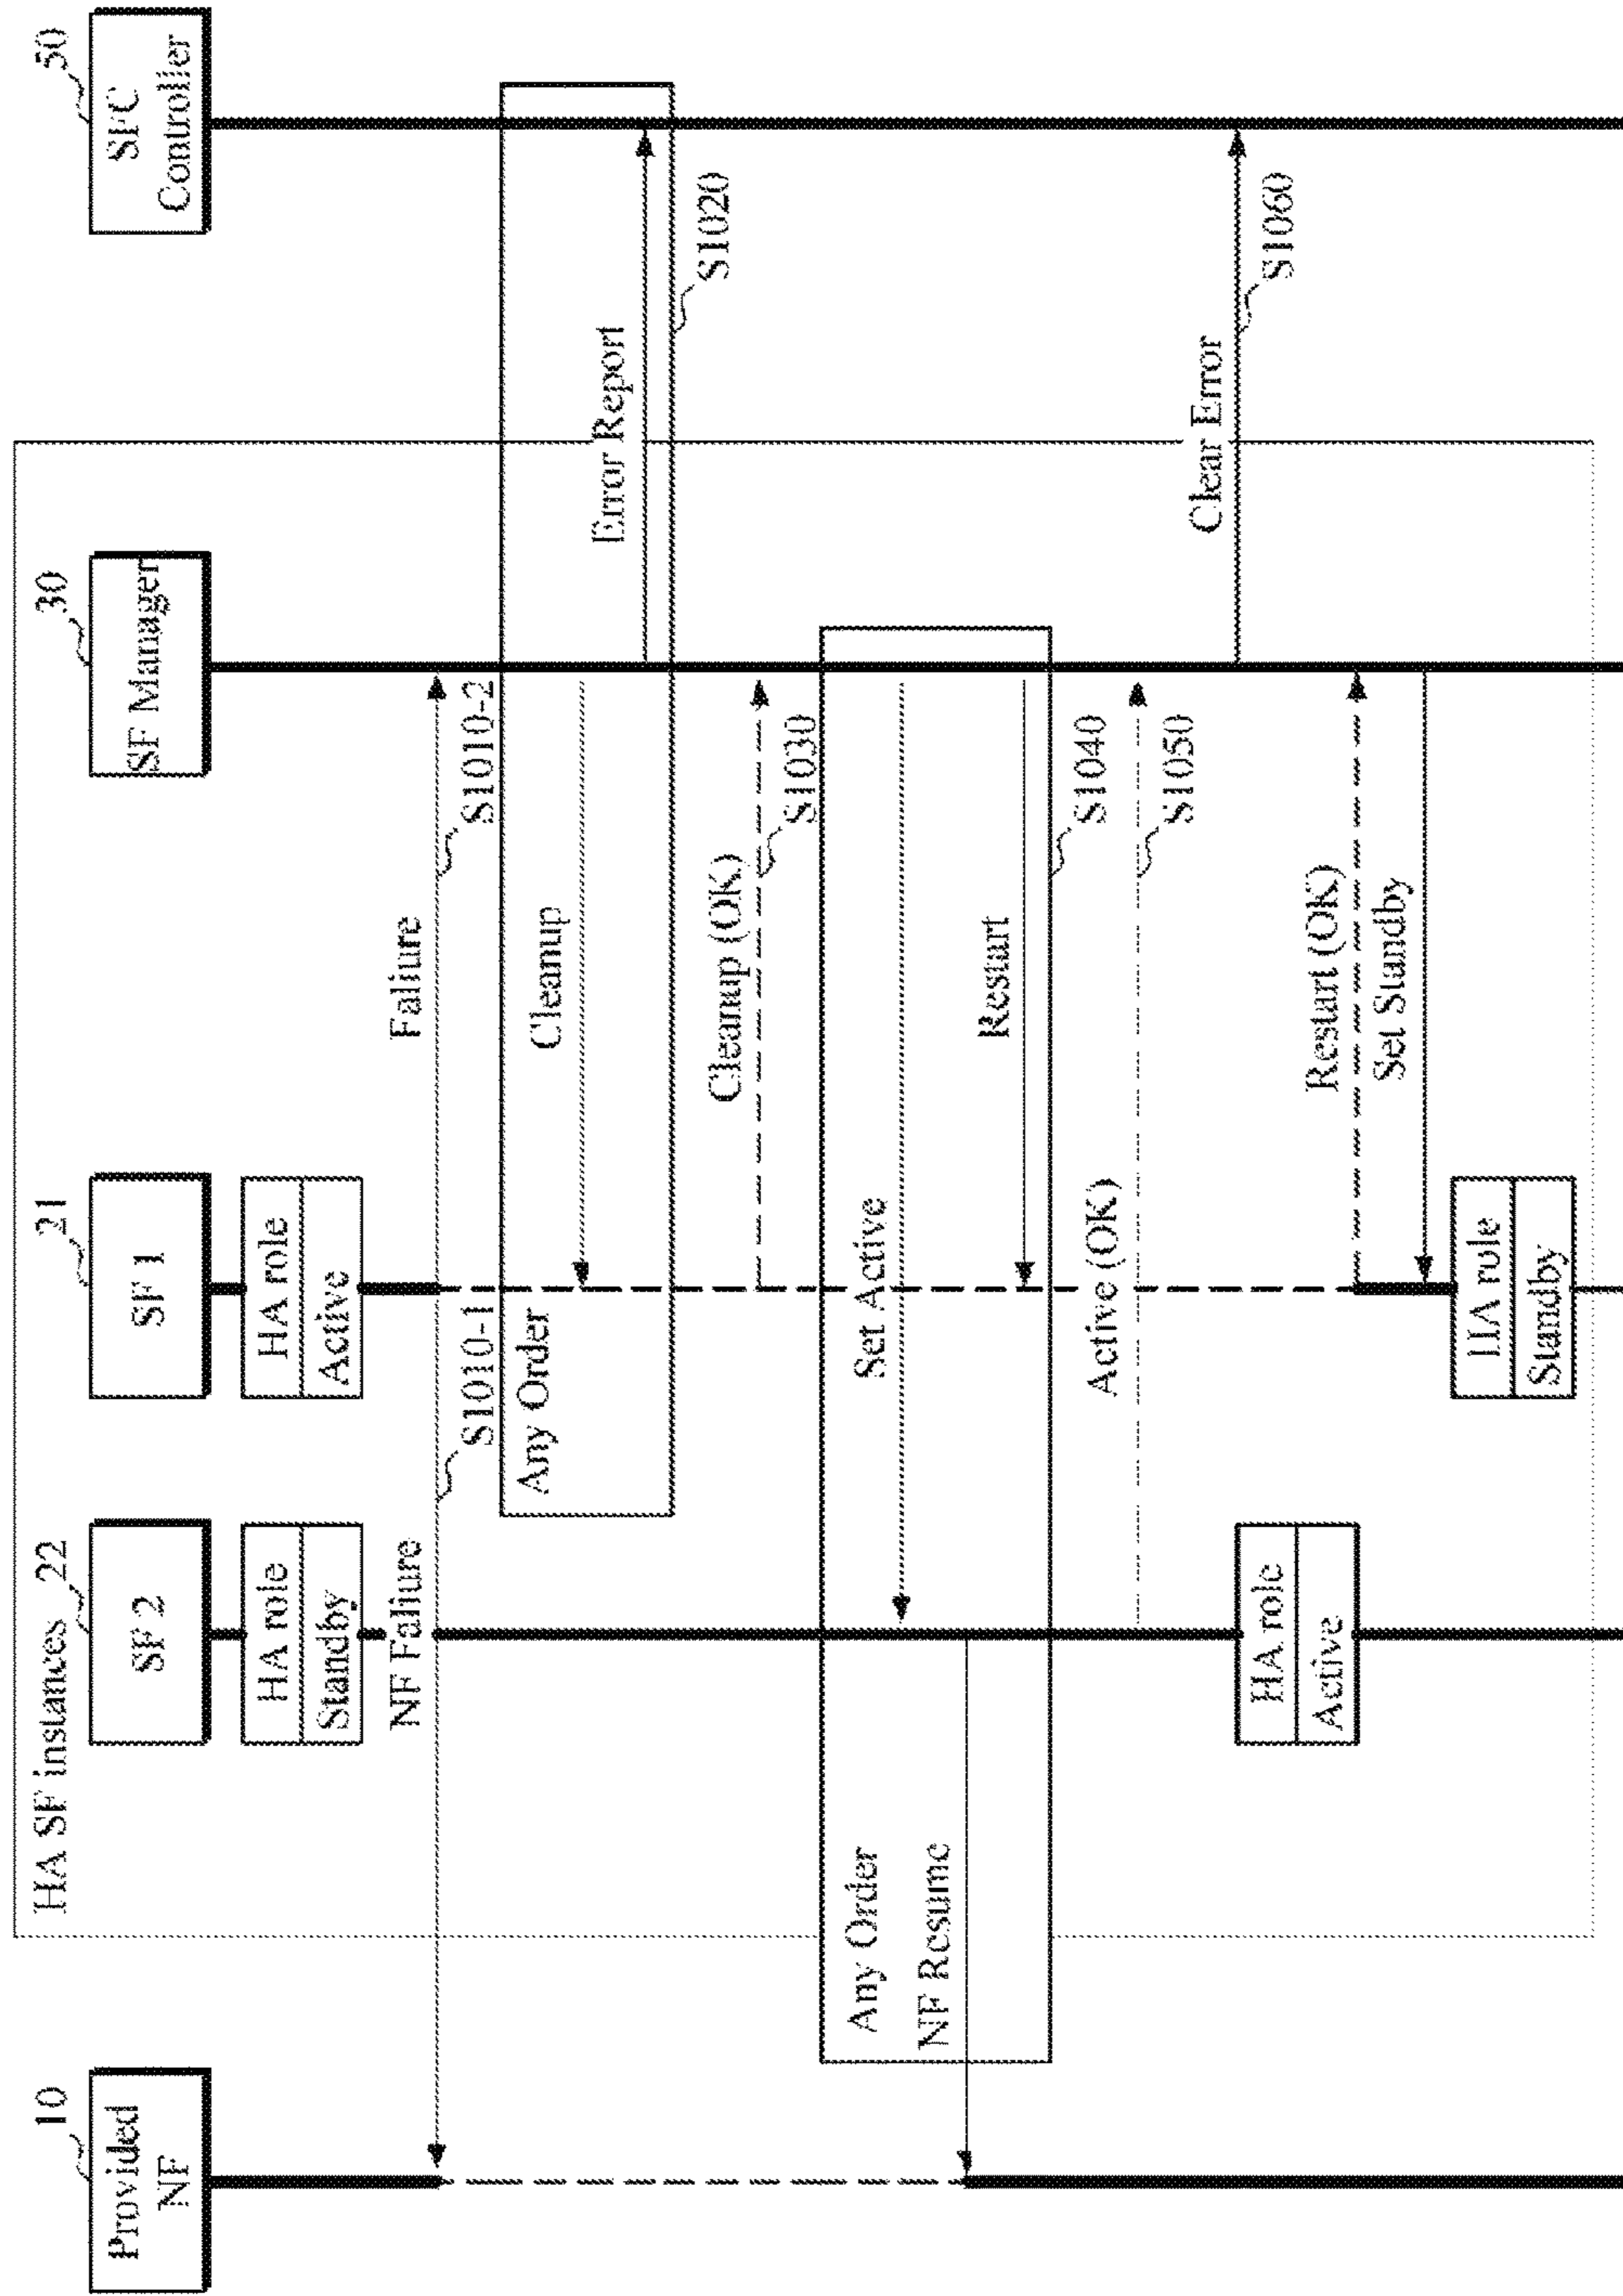 HA SF instances
10
22
21
30
50
Provided
NF
SF 2
SF 1
SF Manager
SFC
Controller
HA role
Standby
HA role
Active
NF Faliure
Faliure
S1010-1
S1010-2
Any Order
Cleanup
Error Report
S1020
Cleanup (OK)
S1030
Any Order
Set Active
NF Resume
Restart
S1040
Active (OK)
S1050
Clear Error
S1060
HA role
Active
Restart (OK)
Set Standby
HA role
Standby